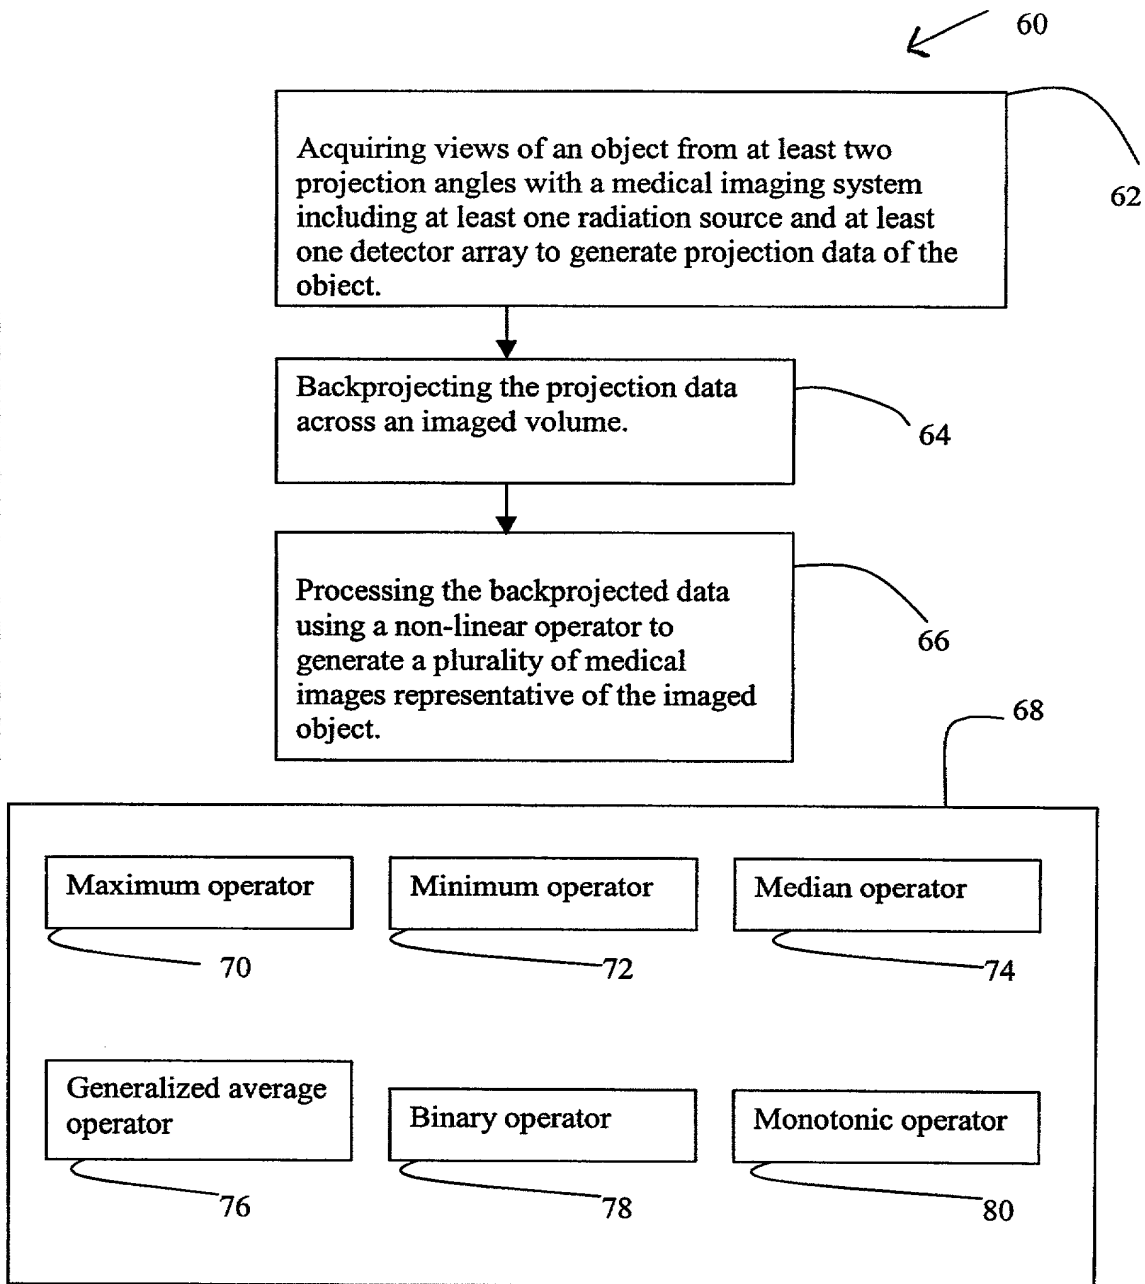 60
Acquiring views of an object from at least two
projection angles with a medical imaging system
including at least one radiation source and at least
one detector array to generate projection data of the
object.
62
Backprojecting the projection data
across an imaged volume.
64
Processing the backprojected data
using a non-linear operator to
generate a plurality of medical
images representative of the imaged
object.
66
68
Maximum operator
Minimum operator
Median operator
70
72
74
Generalized average
operator
Binary operator
Monotonic operator
76
78
80